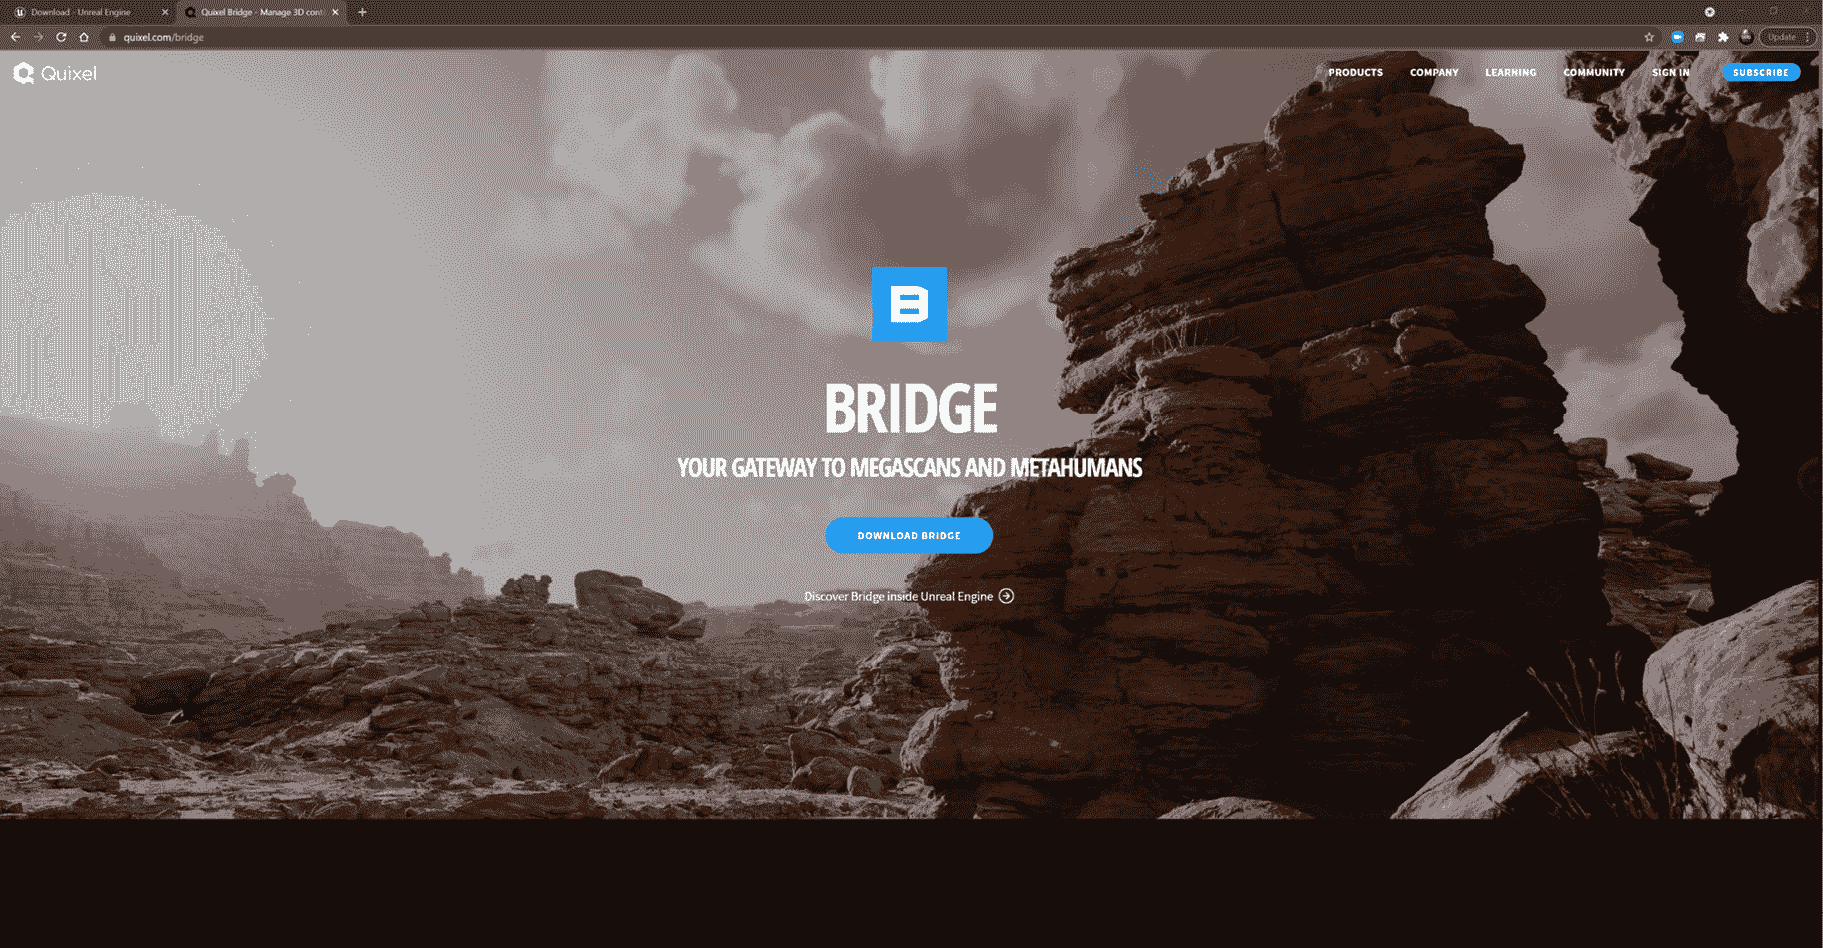 Download - Unreal Engine
Quixel Bridge - Manage 3D cont
quixel.com/bridge
Update
Quixel
PRODUCTS
COMPANY
LEARNING
COMMUNITY
SIGN IN
SUBSCRIBE
B
BRIDGE
YOUR GATEWAY TO MEGASCANS AND METAHUMANS
DOWNLOAD BRIDGE
Discover Bridge inside Unreal Engine